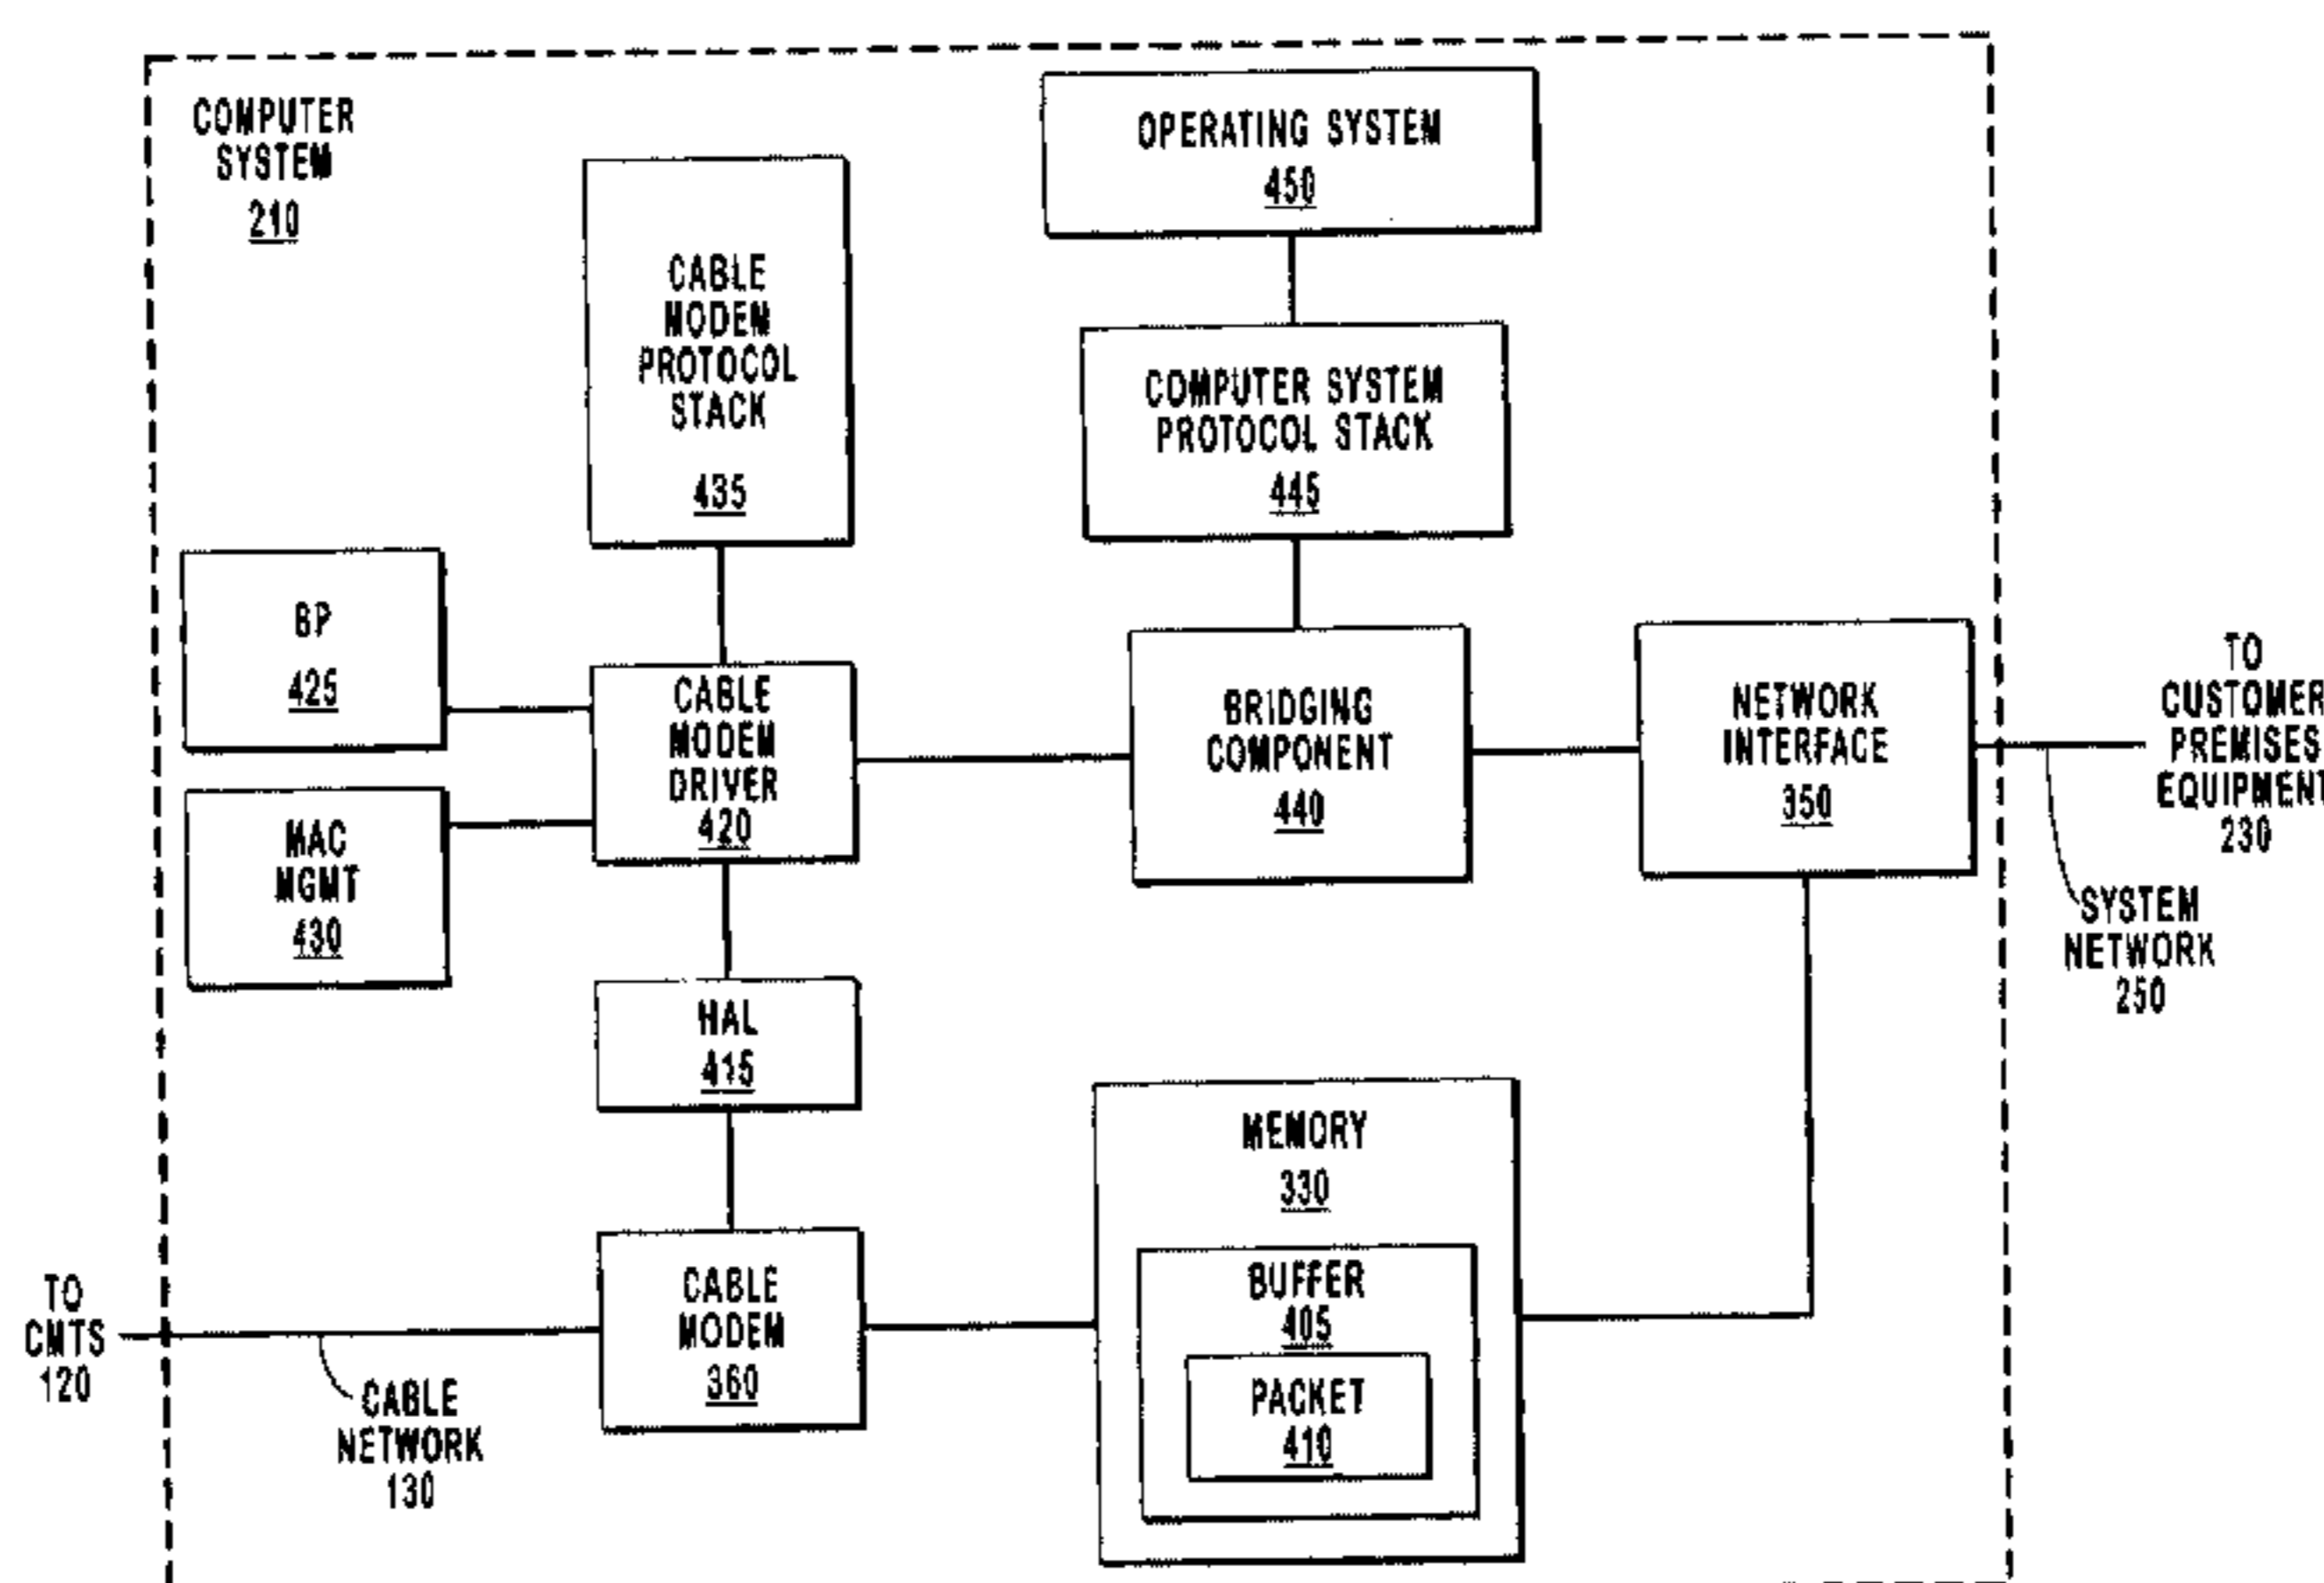 COMPUTER
SYSTEM
210
OPERATING SYSTEM
450
CABLE
MODEM
PROTOCOL
STACK
435
COMPUTER SYSTEM
PROTOCOL STACK
445
BP
425
CABLE
MODEM
DRIVER
420
BRIDGING
COMPONENT
440
NETWORK
INTERFACE
350
TO
CUSTOMER
PREMISES
EQUIPMENT
230
MAC
MGMT
430
SYSTEM
NETWORK
250
HAL
415
MEMORY
330
BUFFER
405
PACKET
410
TO
CMTS
120
CABLE
MODEM
360
CABLE
NETWORK
130